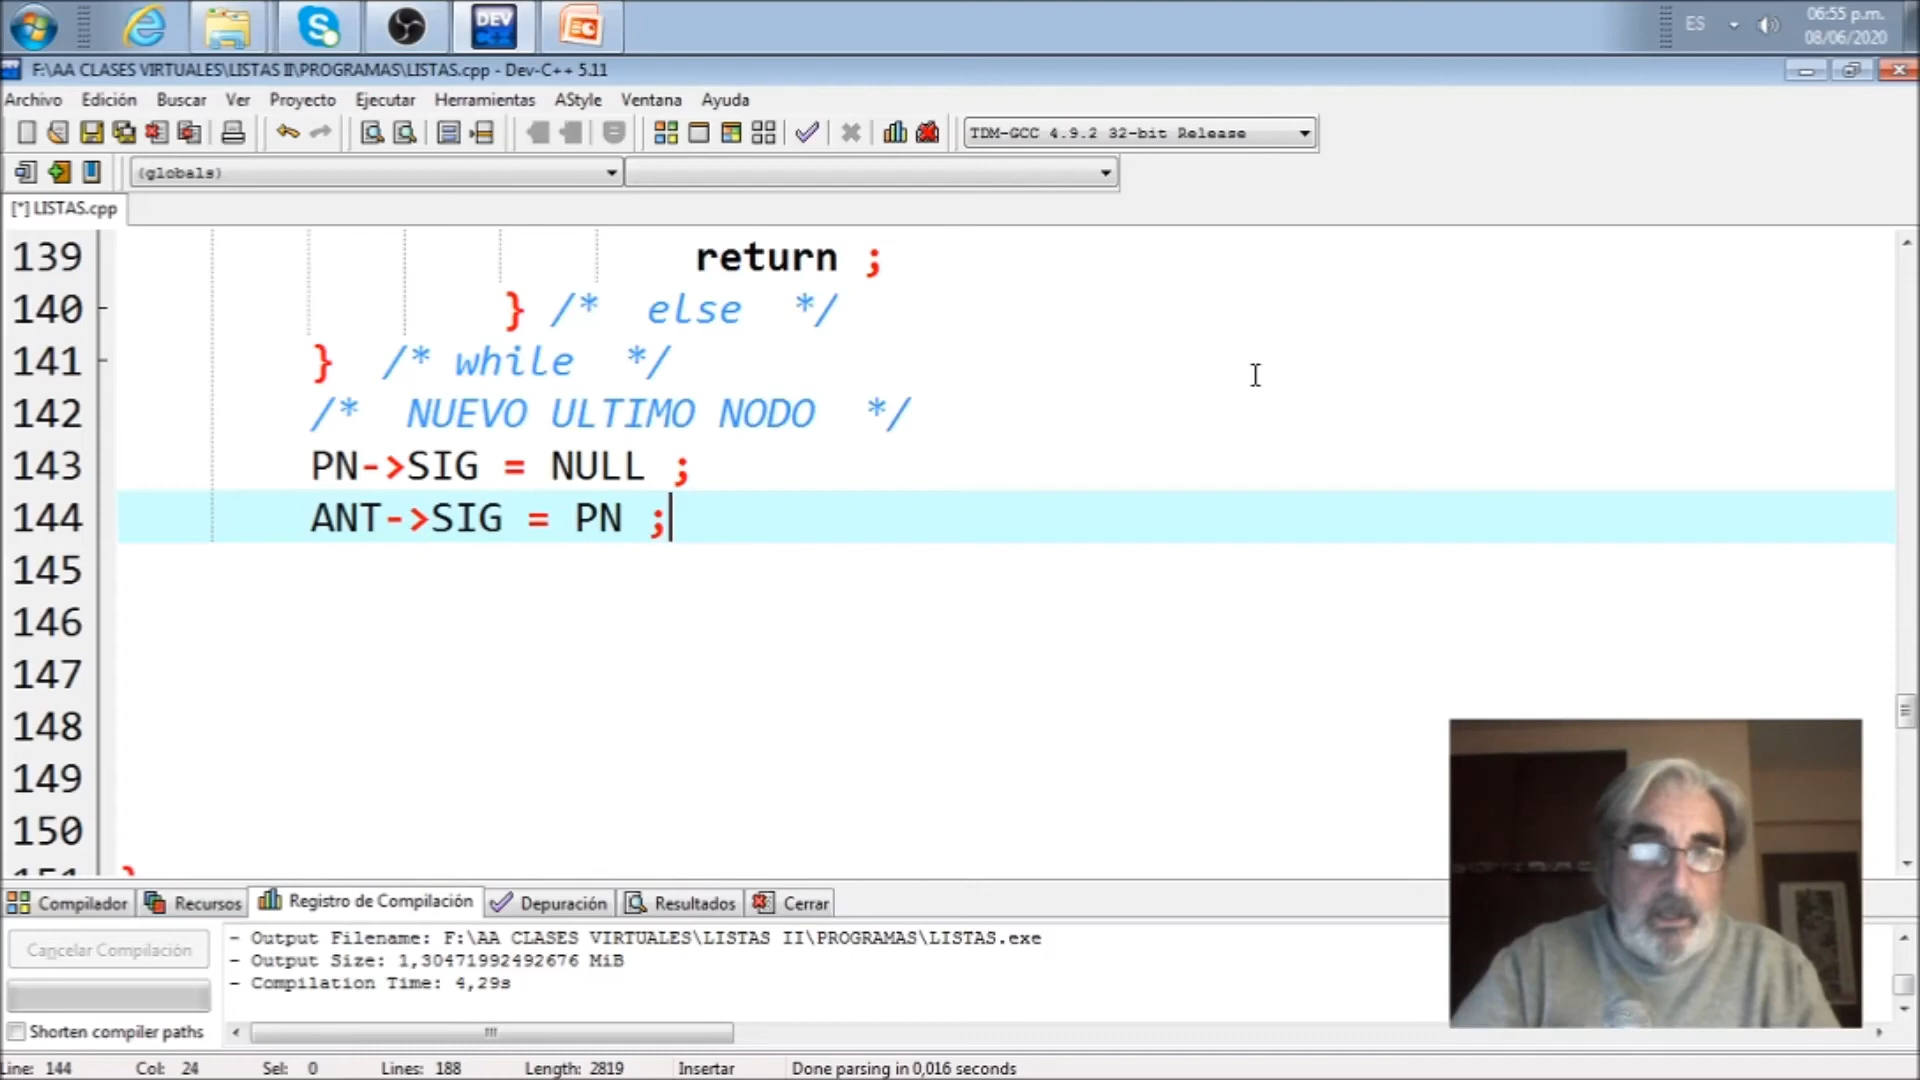 DEV
C++
ES
06:55 p.m.
08/06/2020
F:\AA CLASES VIRTUALES\LISTAS II\PROGRAMAS\LISTAS.cpp - Dev-C++ 5.11
Archivo Edición Buscar Ver Proyecto Ejecutar Herramientas AStyle Ventana Ayuda
TDM-GCC 4.9.2 32-bit Release
(globals)
[*] LISTAS.cpp
139 return ;
140 } /* else */
141 } /* while */
142 /* NUEVO ULTIMO NODO */
143 PN->SIG = NULL ;
144 ANT->SIG = PN ;
145
146
147
148
149
150
Compilador Recursos Registro de Compilación Depuración Resultados Cerrar
Cancelar Compilación
- Output Filename: F:\AA CLASES VIRTUALES\LISTAS II\PROGRAMAS\LISTAS.exe
- Output Size: 1,30471992492676 MiB
- Compilation Time: 4,29s
Shorten compiler paths
Line: 144 Col: 24 Sel: 0 Lines: 188 Length: 2819 Insertar Done parsing in 0,016 seconds